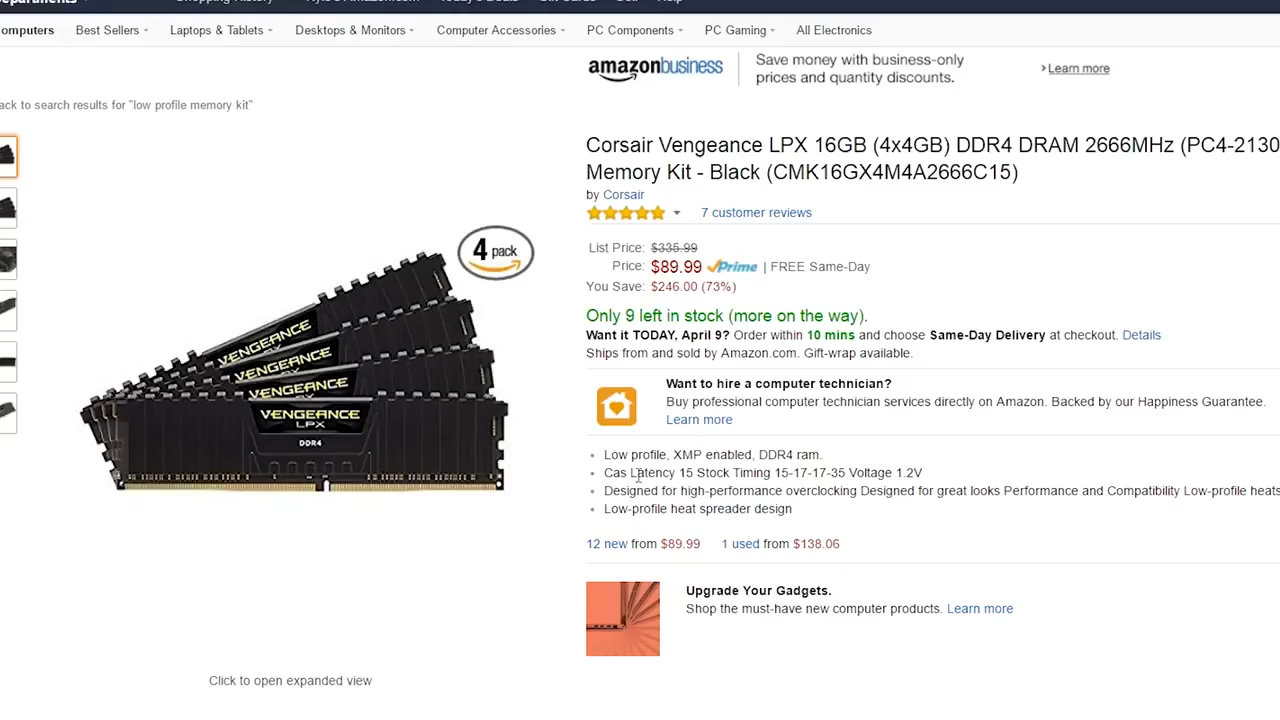 omputers Best Sellers Laptops & Tablets Desktops & Monitors Computer Accessories PC Components PC Gaming All Electronics
amazonbusiness
Save money with business-only
prices and quantity discounts.
Learn more
ack to search results for "low profile memory kit"
Corsair Vengeance LPX 16GB (4x4GB) DDR4 DRAM 2666MHz (PC4-2130
Memory Kit - Black (CMK16GX4M4A2666C15)
by Corsair
7 customer reviews
List Price: $335.99
Price: $89.99 Prime | FREE Same-Day
You Save: $246.00 (73%)
Only 9 left in stock (more on the way).
Want it TODAY, April 9? Order within 10 mins and choose Same-Day Delivery at checkout. Details
Ships from and sold by Amazon.com. Gift-wrap available.
Want to hire a computer technician?
Buy professional computer technician services directly on Amazon. Backed by our Happiness Guarantee.
Learn more
Low profile, XMP enabled, DDR4 ram.
Cas Latency 15 Stock Timing 15-17-17-35 Voltage 1.2V
Designed for high-performance overclocking Designed for great looks Performance and Compatibility Low-profile heats
Low-profile heat spreader design
12 new from $89.99 1 used from $138.06
Upgrade Your Gadgets.
Shop the must-have new computer products. Learn more
4 pack
VENGEANCE
VENGEANCE
VENGEANCE
VENGEANCE
LPX
DDR4
Click to open expanded view